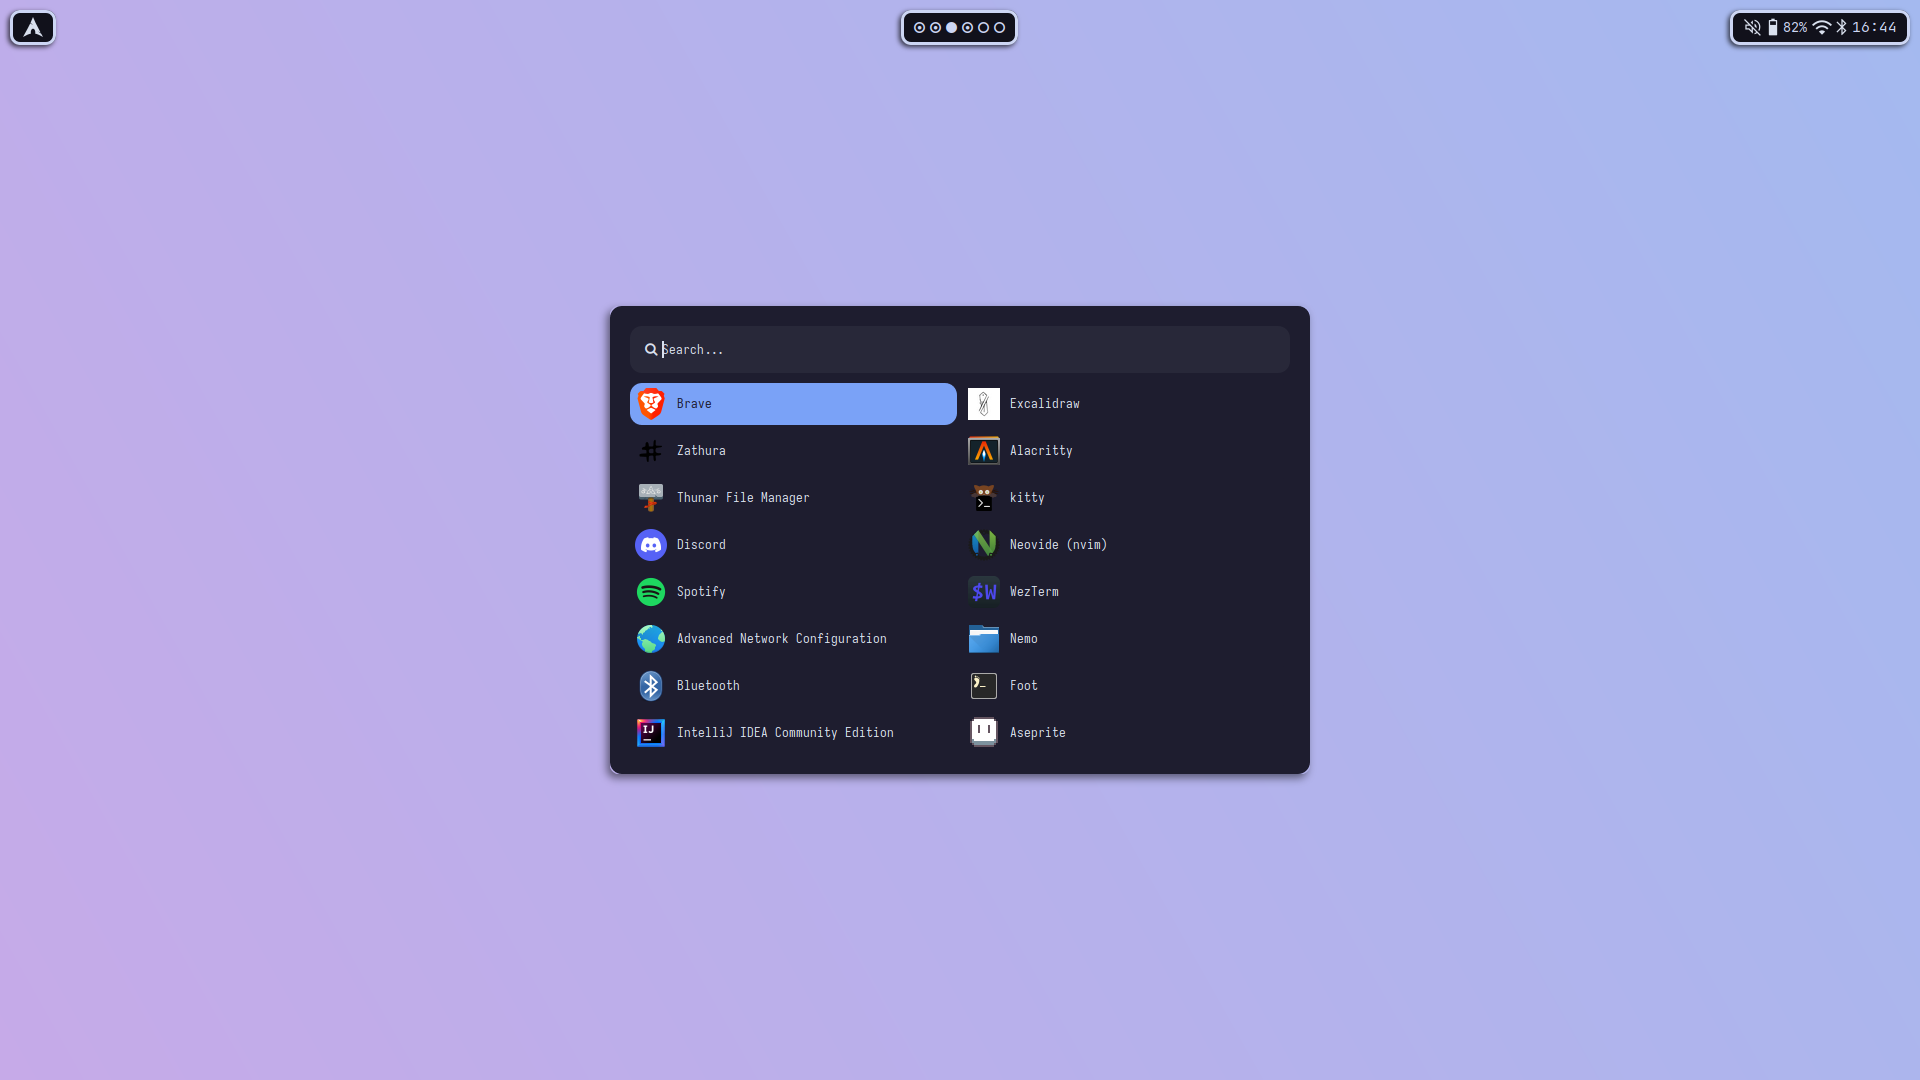 82% 16:44
Search...
Brave
Excalidraw
Zathura
Alacritty
Thunar File Manager
kitty
Discord
Neovide (nvim)
Spotify
$W WezTerm
Advanced Network Configuration
Nemo
Bluetooth
Foot
IJ IntelliJ IDEA Community Edition
Aseprite